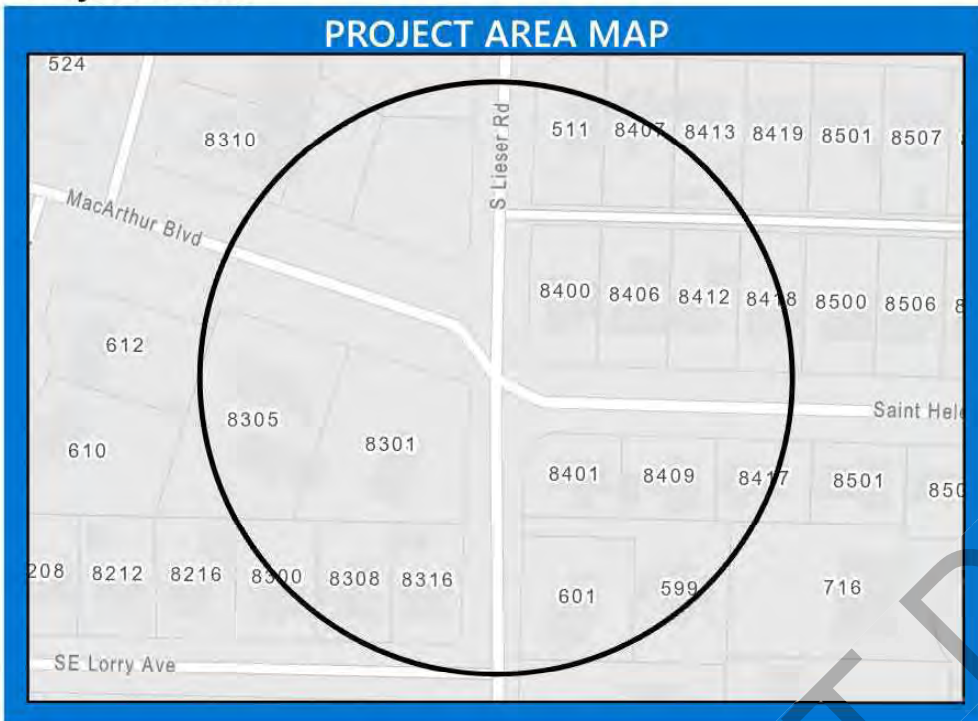 PROJECT AREA MAP
524
8310
S Lieser Rd
511 8407 8413 8419 8501 8507
MacArthur Blvd
8400 8406 8412 8418 8500 8506 8
612
8305
8301
Saint Hele
610
8401 8409 8417 8501 850
208 8212 8216 8300 8308 8316
601 599 716
SE Lorry Ave